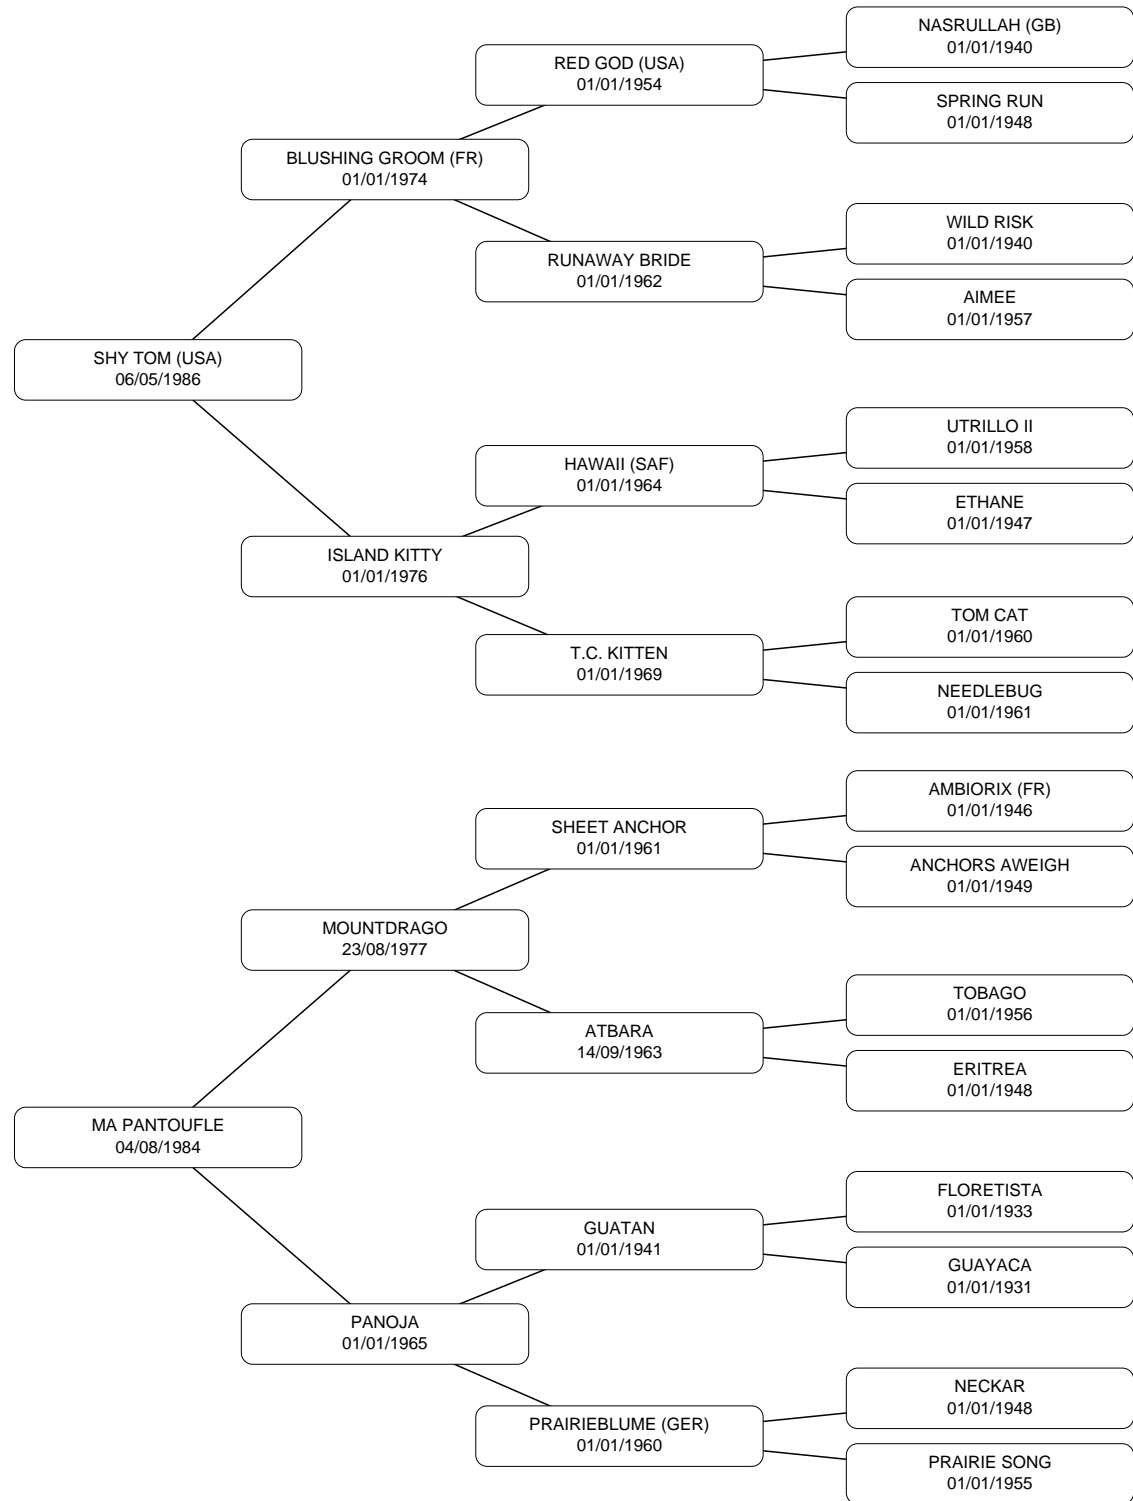 NASRULLAH (GB)
01/01/1940
RED GOD (USA)
01/01/1954
SPRING RUN
01/01/1948
BLUSHING GROOM (FR)
01/01/1974
WILD RISK
01/01/1940
RUNAWAY BRIDE
01/01/1962
AIMEE
01/01/1957
SHY TOM (USA)
06/05/1986
UTRILLO II
01/01/1958
HAWAII (SAF)
01/01/1964
ETHANE
01/01/1947
ISLAND KITTY
01/01/1976
TOM CAT
01/01/1960
T.C. KITTEN
01/01/1969
NEEDLEBUG
01/01/1961
AMBIORIX (FR)
01/01/1946
SHEET ANCHOR
01/01/1961
ANCHORS AWEIGH
01/01/1949
MOUNTDRAGO
23/08/1977
TOBAGO
01/01/1956
ATBARA
14/09/1963
ERITREA
01/01/1948
MA PANTOUFLE
04/08/1984
FLORETISTA
01/01/1933
GUATAN
01/01/1941
GUAYACA
01/01/1931
PANOJA
01/01/1965
NECKAR
01/01/1948
PRAIRIEBLUME (GER)
01/01/1960
PRAIRIE SONG
01/01/1955